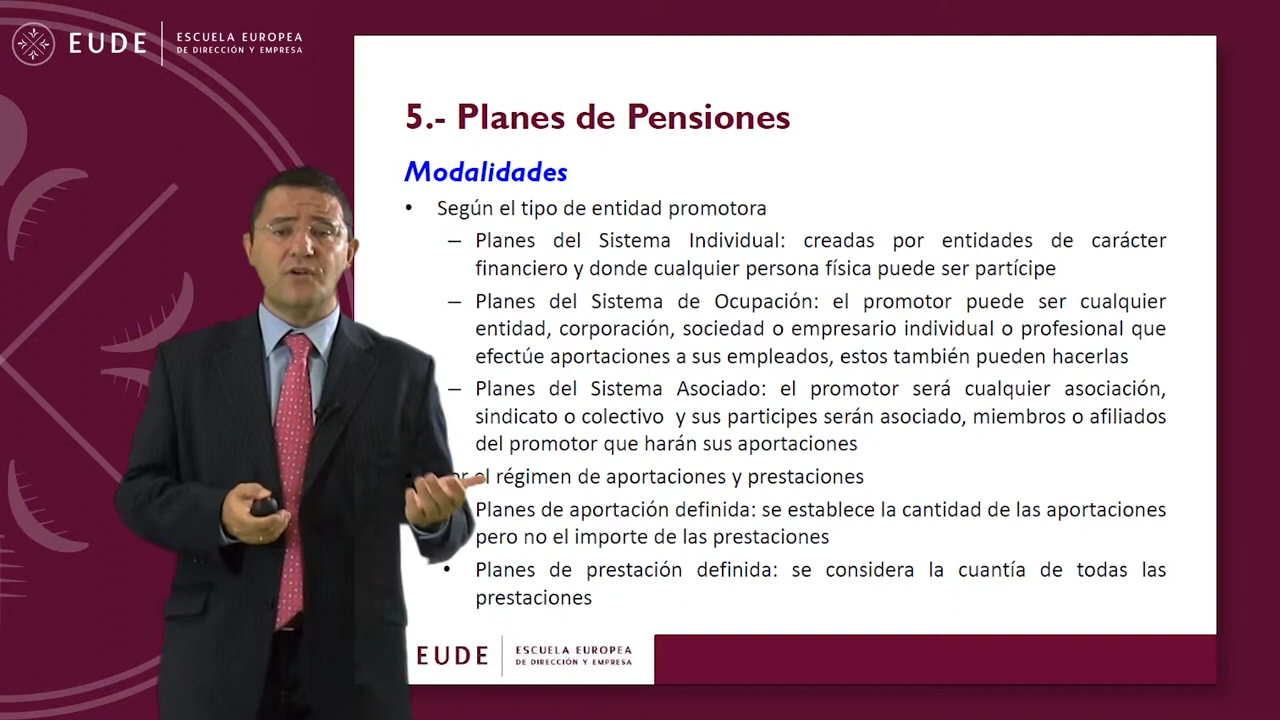 EUDE
ESCUELA EUROPEA
DE DIRECCIÓN Y EMPRESA
5.- Planes de Pensiones
Modalidades
• Según el tipo de entidad promotora
– Planes del Sistema Individual: creadas por entidades de carácter
financiero y donde cualquier persona física puede ser partícipe
– Planes del Sistema de Ocupación: el promotor puede ser cualquier
entidad, corporación, sociedad o empresario individual o profesional que
efectúe aportaciones a sus empleados, estos también pueden hacerlas
– Planes del Sistema Asociado: el promotor será cualquier asociación,
sindicato o colectivo y sus participes serán asociado, miembros o afiliados
del promotor que harán sus aportaciones
el régimen de aportaciones y prestaciones
Planes de aportación definida: se establece la cantidad de las aportaciones
pero no el importe de las prestaciones
• Planes de prestación definida: se considera la cuantía de todas las
prestaciones
EUDE
ESCUELA EUROPEA
DE DIRECCIÓN Y EMPRESA